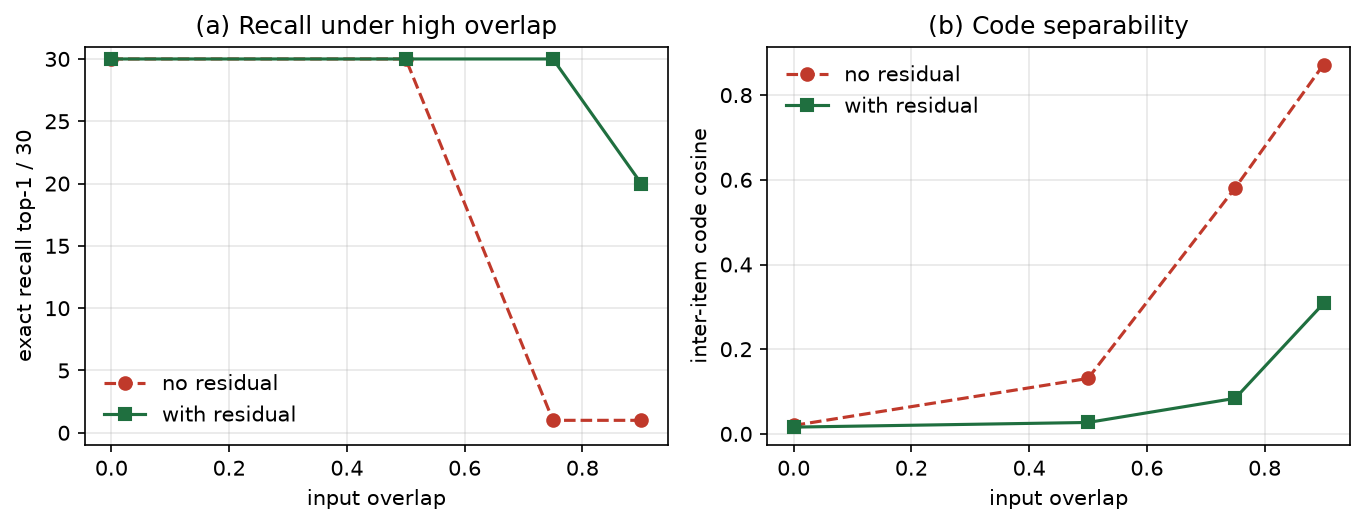 (a) Recall under high overlap
exact recall top-1 / 30
30
25
20
15
10
5
0
no residual
with residual
0.0 0.2 0.4 0.6 0.8
input overlap
(b) Code separability
inter-item code cosine
no residual
with residual
0.8
0.6
0.4
0.2
0.0
0.0 0.2 0.4 0.6 0.8
input overlap